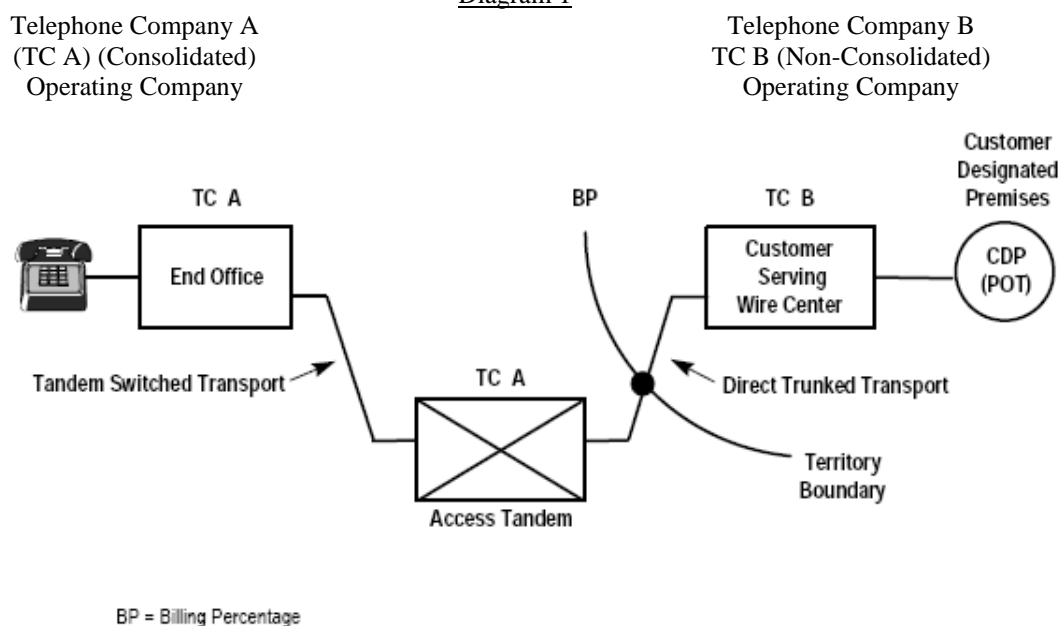 Diagram 1
Telephone Company A
(TC A) (Consolidated)
Operating Company
Telephone Company B
TC B (Non-Consolidated)
Operating Company
Customer
Designated
Premises
TC A
BP
TC B
End Office
Customer
Serving
Wire Center
CDP
(POT)
Tandem Switched Transport
TC A
Direct Trunked Transport
Territory
Boundary
Access Tandem
BP = Billing Percentage